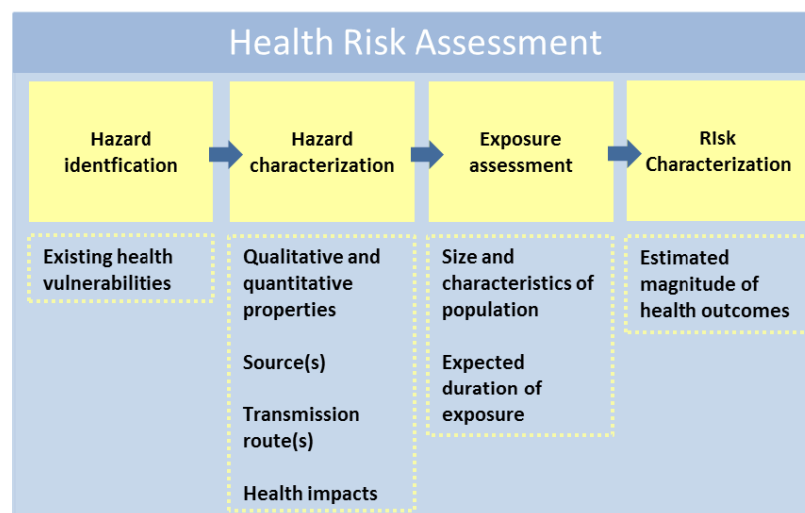 Health Risk Assessment
Hazard
identfication
Hazard
characterization
Exposure
assessment
RIsk
Characterization
Existing health
vulnerabilities
Qualitative and
quantitative
properties
Source(s)
Transmission
route(s)
Health impacts
Size and
characteristics of
population
Expected
duration of
exposure
Estimated
magnitude of
health outcomes